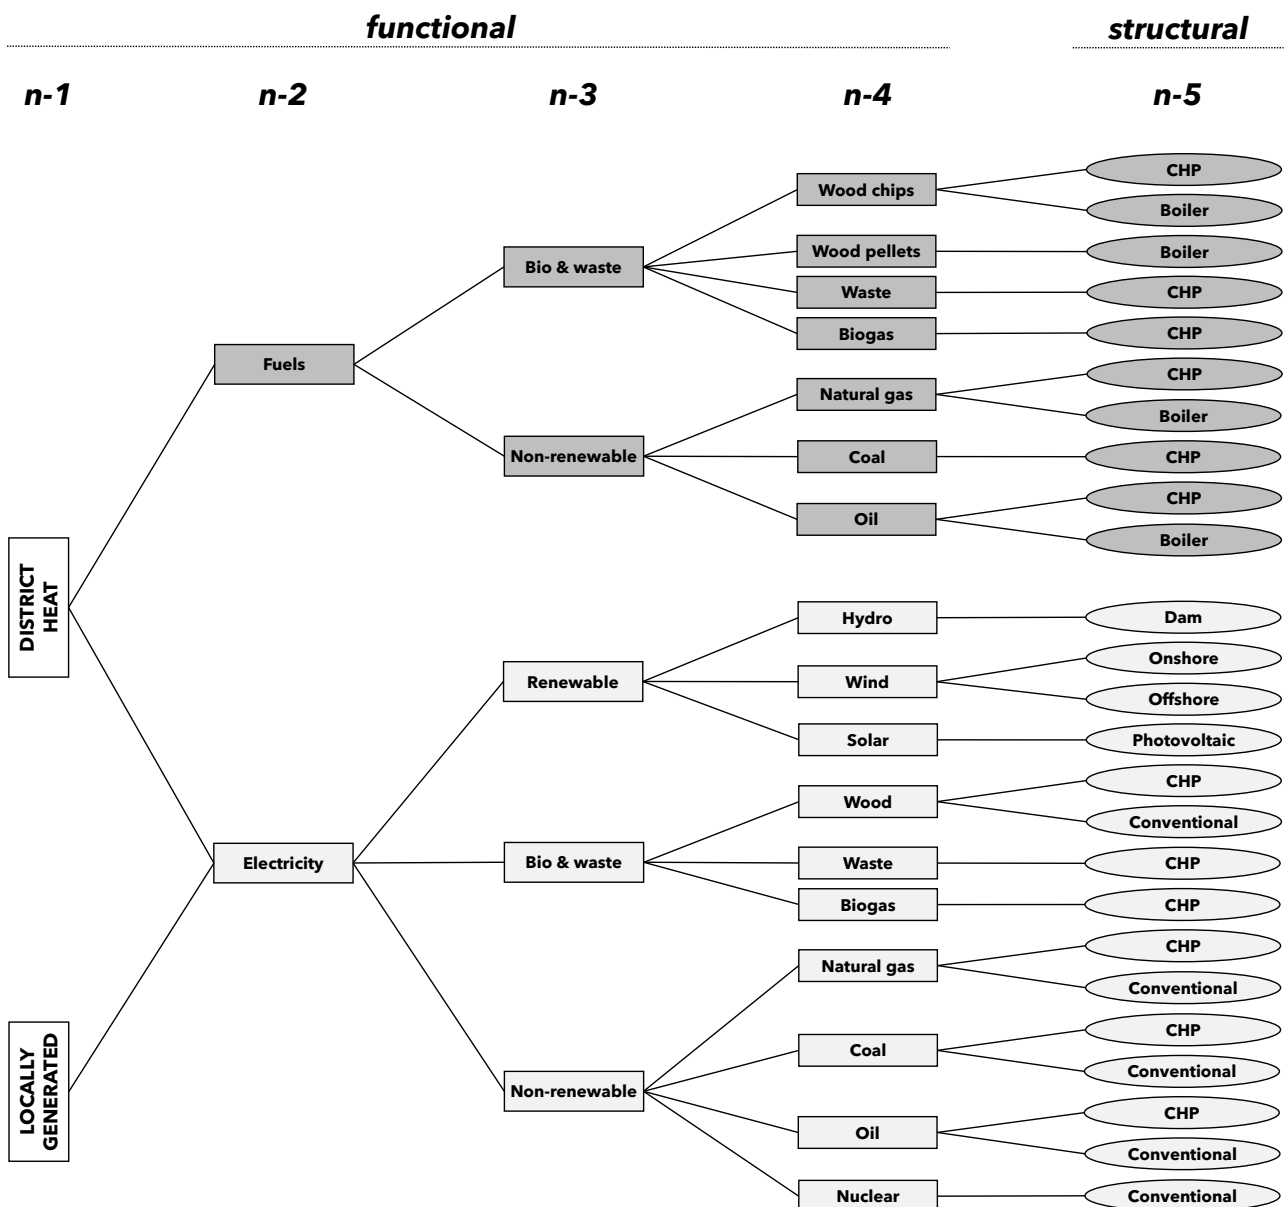 functional
structural
n-1
n-2
n-3
n-4
n-5
DISTRICT
HEAT
LOCALLY
GENERATED
Fuels
Electricity
Bio & waste
Non-renewable
Renewable
Bio & waste
Non-renewable
Wood chips
Wood pellets
Waste
Biogas
Natural gas
Coal
Oil
Hydro
Wind
Solar
Wood
Waste
Biogas
Natural gas
Coal
Oil
Nuclear
CHP
Boiler
Boiler
CHP
CHP
CHP
Boiler
CHP
CHP
Boiler
Dam
Onshore
Offshore
Photovoltaic
CHP
Conventional
CHP
CHP
CHP
Conventional
CHP
Conventional
CHP
Conventional
Conventional